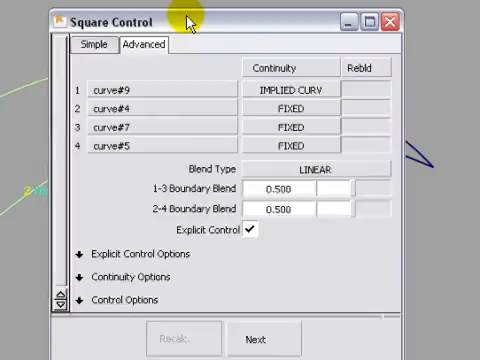 Square Control
Simple Advanced
Continuity Rebld
1 curve#9 IMPLIED CURV
2 curve#4 FIXED
3 curve#7 FIXED
4 curve#5 FIXED
Blend Type LINEAR
1-3 Boundary Blend 0.500
2-4 Boundary Blend 0.500
Explicit Control
Explicit Control Options
Continuity Options
Control Options
Recalc. Next